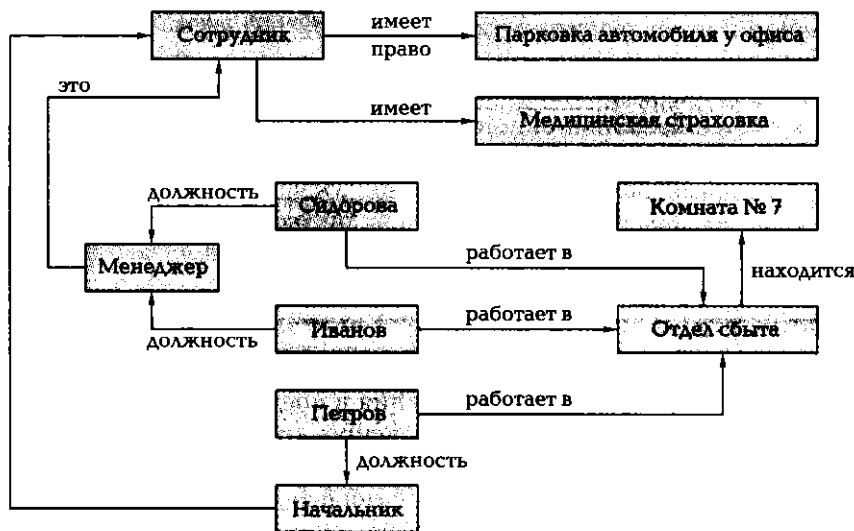 Сотрудник
имеет
право
Парковка автомобиля у офиса
это
имеет
Медицинская страховка
должность
Сидорова
Комната № 7
работает в
находится
Менеджер
должность
Иванов
работает в
Отдел сбыта
Петров
работает в
должность
Начальник